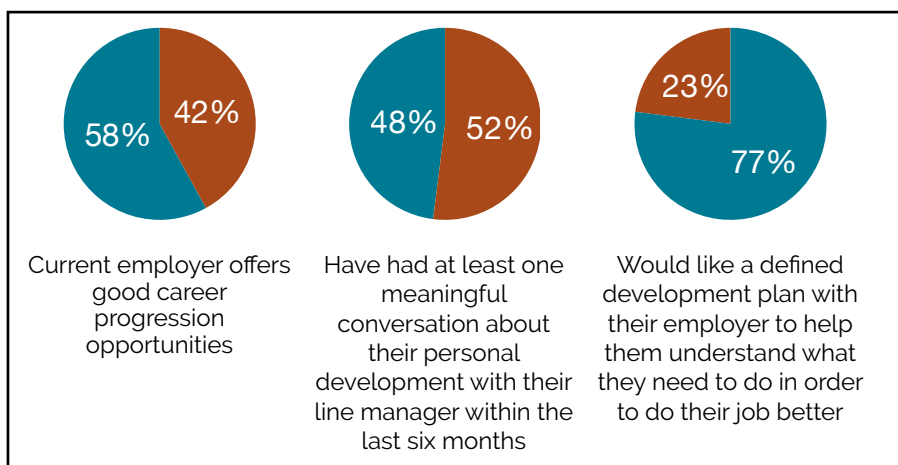 58%
42%
48%
52%
23%
77%
Current employer offers
good career
progression
opportunities
Have had at least one
meaningful
conversation about
their personal
development with their
line manager within the
last six months
Would like a defined
development plan with
their employer to help
them understand what
they need to do in order
to do their job better